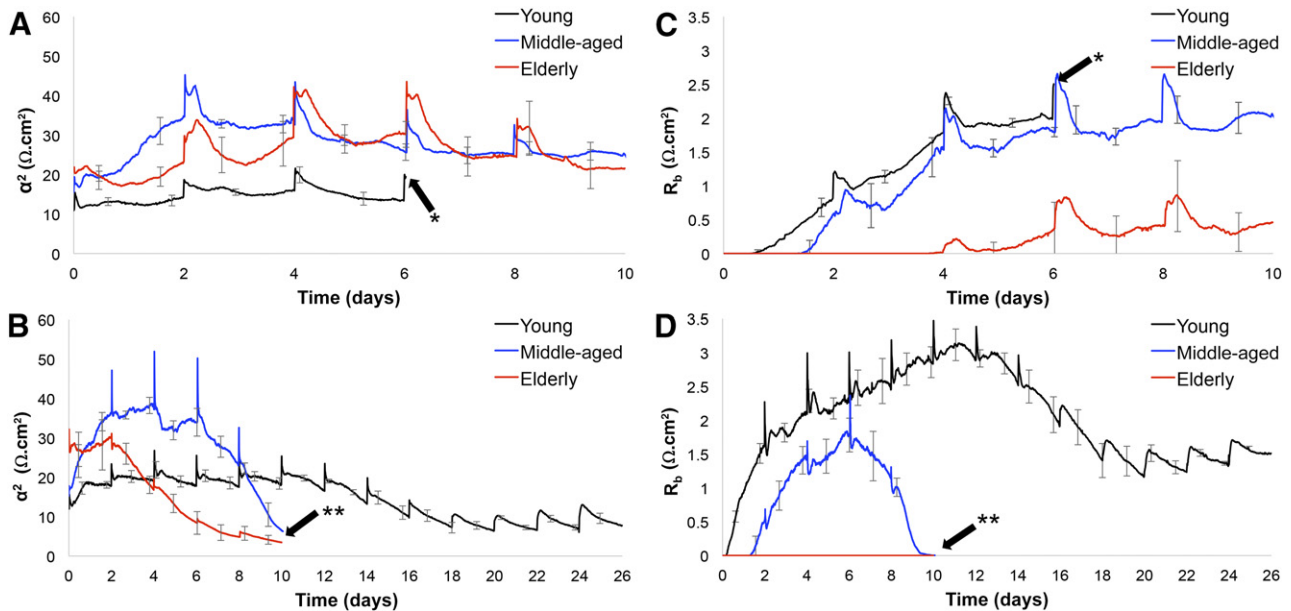 A
α² (Ω.cm²)
60
50
40
30
20
10
0
Young
Middle-aged
Elderly
*
0 2 4 6 8 10
Time (days)
C
R_b (Ω.cm²)
3.5
3
2.5
2
1.5
1
0.5
0
Young
Middle-aged
Elderly
*
0 2 4 6 8 10
Time (days)
B
α² (Ω.cm²)
60
50
40
30
20
10
0
Young
Middle-aged
Elderly
**
0 2 4 6 8 10 12 14 16 18 20 22 24 26
Time (days)
D
R_b (Ω.cm²)
3.5
3
2.5
2
1.5
1
0.5
0
Young
Middle-aged
Elderly
**
0 2 4 6 8 10 12 14 16 18 20 22 24 26
Time (days)